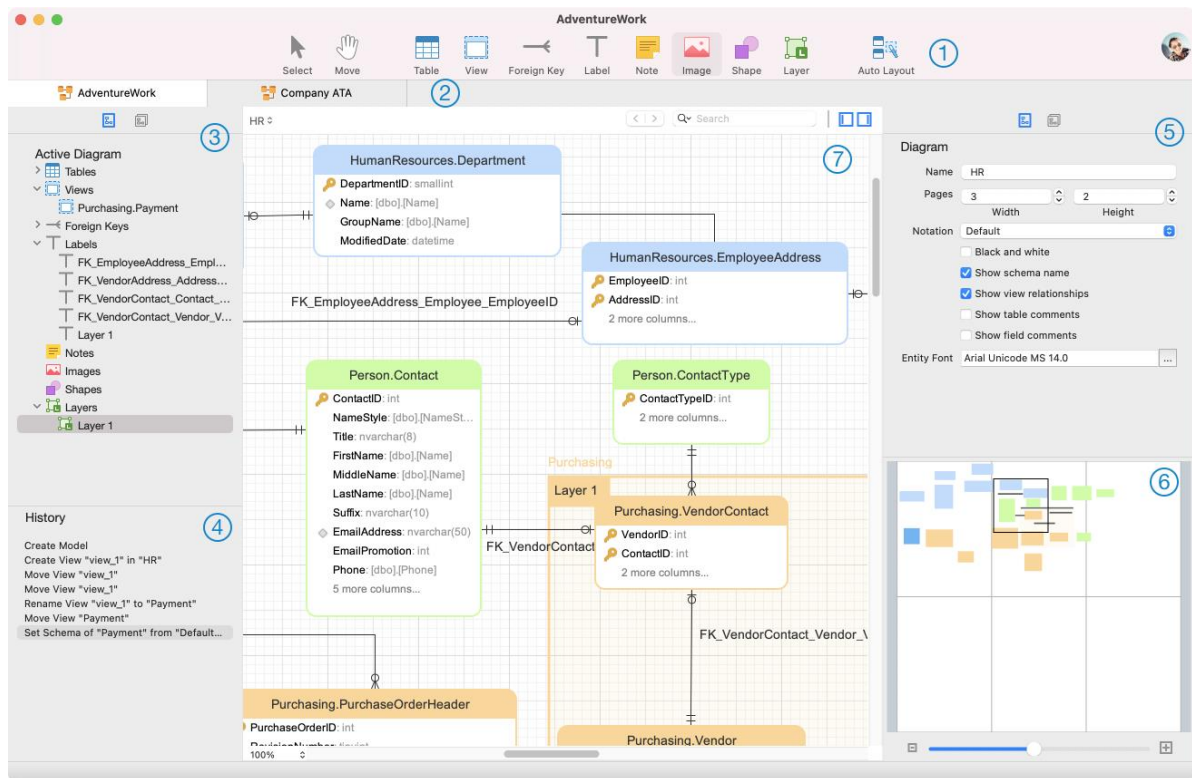 AdventureWork
Select
Move
Table
View
Foreign Key
Label
Note
Image
Shape
Layer
Auto Layout
1
AdventureWork
Company ATA
2
3
Active Diagram
Tables
Views
Purchasing.Payment
Foreign Keys
Labels
FK_EmployeeAddress_Empl...
FK_VendorAddress_Address...
FK_VendorContact_Contact_...
FK_VendorContact_Vendor_V...
Layer 1
Notes
Images
Shapes
Layers
Layer 1
History
4
Create Model
Create View "view_1" in "HR"
Move View "view_1"
Move View "view_1"
Rename View "view_1" to "Payment"
Move View "Payment"
Set Schema of "Payment" from "Default...
HR
Search
7
HumanResources.Department
DepartmentID: smallint
Name: [dbo].[Name]
GroupName: [dbo].[Name]
ModifiedDate: datetime
HumanResources.EmployeeAddress
EmployeeID: int
AddressID: int
2 more columns...
FK_EmployeeAddress_Employee_EmployeeID
Person.Contact
ContactID: int
NameStyle: [dbo].[NameSt...
Title: nvarchar(8)
FirstName: [dbo].[Name]
MiddleName: [dbo].[Name]
LastName: [dbo].[Name]
Suffix: nvarchar(10)
EmailAddress: nvarchar(50)
EmailPromotion: int
Phone: [dbo].[Phone]
5 more columns...
Person.ContactType
ContactTypeID: int
2 more columns...
Purchasing
Layer 1
Purchasing.VendorContact
VendorID: int
ContactID: int
2 more columns...
FK_VendorContact
FK_VendorContact_Vendor_V
Purchasing.PurchaseOrderHeader
PurchaseOrderID: int
RevisionNumber: tinyint
Purchasing.Vendor
100%
5
Diagram
Name HR
Pages 3 2
Width Height
Notation Default
Black and white
Show schema name
Show view relationships
Show table comments
Show field comments
Entity Font Arial Unicode MS 14.0 ...
6